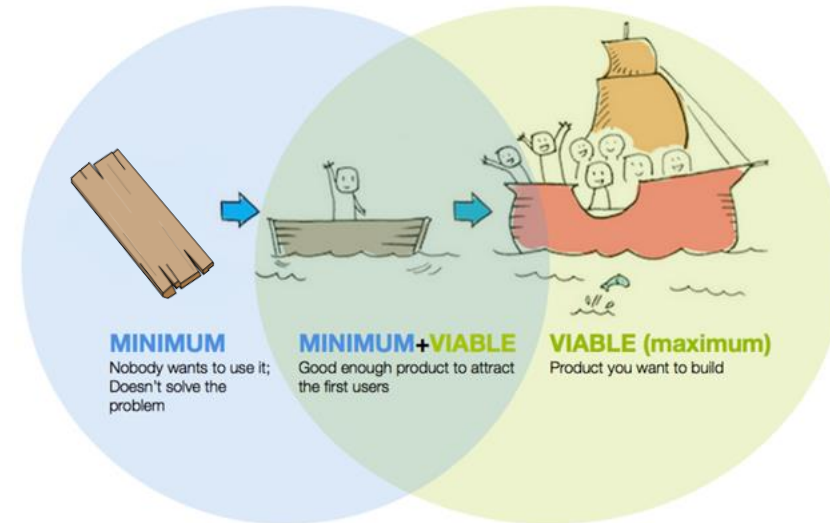 MINIMUM
Nobody wants to use it;
Doesn't solve the
problem
MINIMUM+VIABLE
Good enough product to attract
the first users
VIABLE (maximum)
Product you want to build